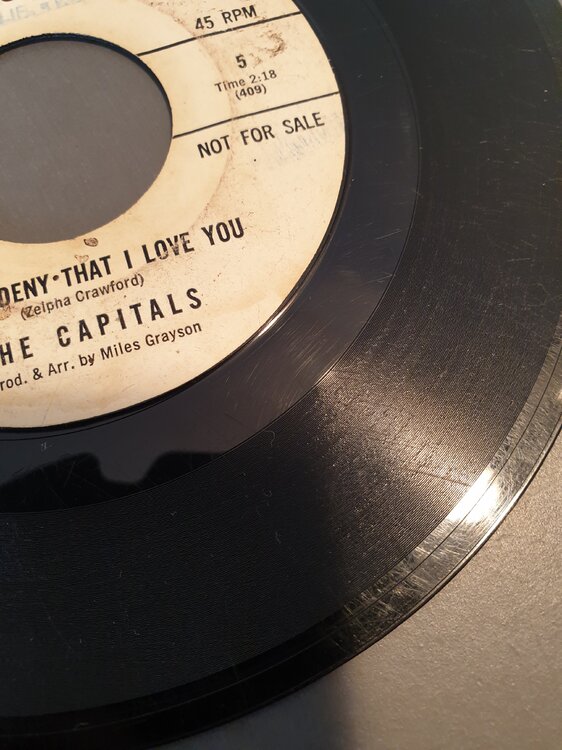 45 RPM
5
Time 2:18
(409)
NOT FOR SALE
DENY•THAT I LOVE YOU
(Zelpha Crawford)
HE CAPITALS
rod. & Arr. by Miles Grayson